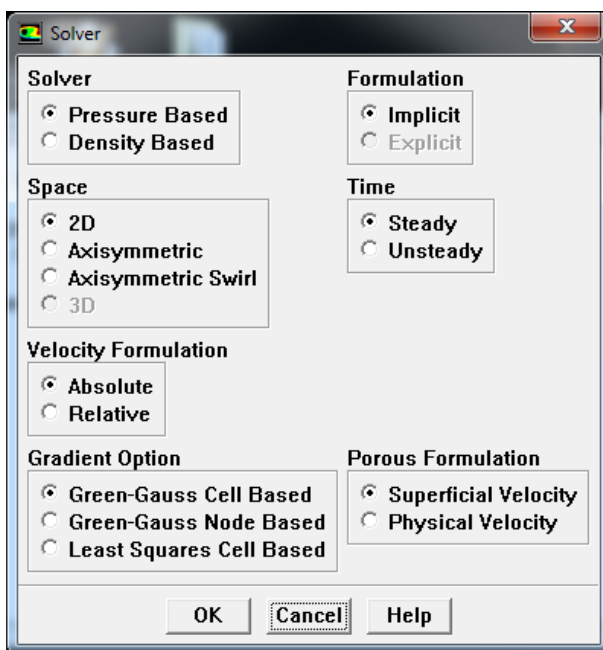 Solver
Solver
Formulation
Pressure Based
Density Based
Implicit
Explicit
Space
Time
2D
Axisymmetric
Axisymmetric Swirl
3D
Steady
Unsteady
Velocity Formulation
Absolute
Relative
Gradient Option
Porous Formulation
Green-Gauss Cell Based
Green-Gauss Node Based
Least Squares Cell Based
Superficial Velocity
Physical Velocity
OK
Cancel
Help